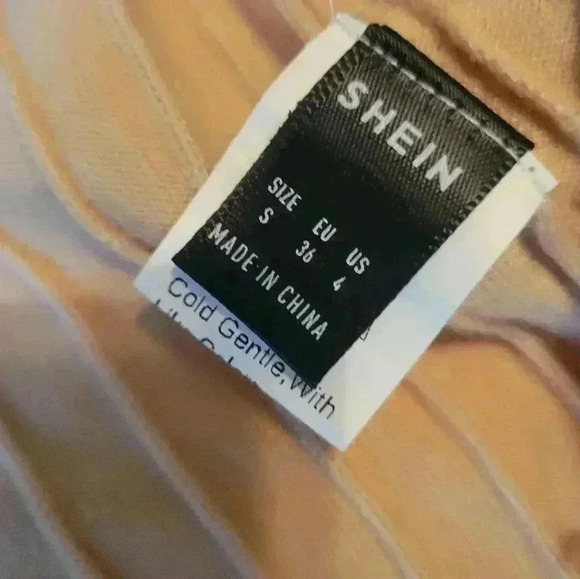 SHEIN
SIZE EU US
S 36 4
MADE IN CHINA
Cold Gentle, With